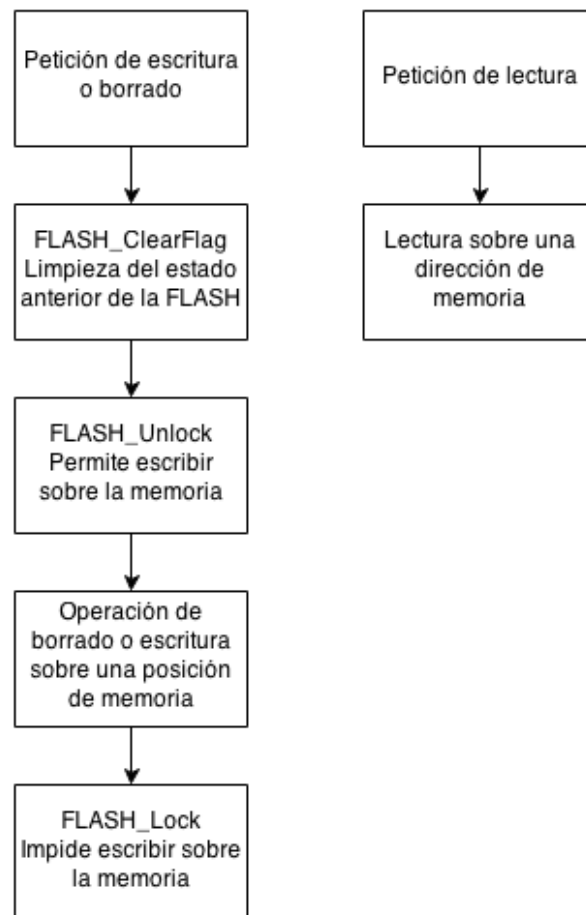 Petición de escritura
o borrado
FLASH_ClearFlag
Limpieza del estado
anterior de la FLASH
FLASH_Unlock
Permite escribir
sobre la memoria
Operación de
borrado o escritura
sobre una posición
de memoria
FLASH_Lock
Impide escribir sobre
la memoria
Petición de lectura
Lectura sobre una
dirección de
memoria